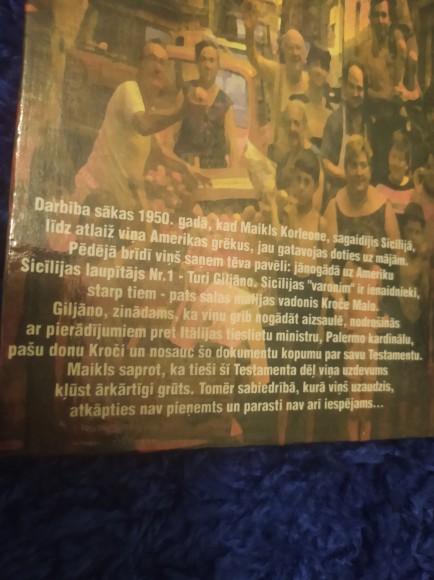 Darbība sākas 1950. gadā, kad Maikls Korleone, sagaidījis Sicīlijā,
līdz atlaiž viņa Amerikas grēkus, jau gatavojas doties uz mājām.
Pēdējā brīdī viņš saņem tēva pavēli: jānogādā uz Ameriku
Sicīlijas laupītājs Nr.1 - Turi Giljāno. Sicīlijas "varonim" ir ienaidnieki,
starp tiem - pats salas mafijas vadonis Kroče Malo.
Giljāno, zinādams, ka viņu grib nogādāt aizsaulē, nodrošinās
ar pierādījumiem pret Itālijas tieslietu ministru, Palermo kardinālu,
pašu donu Kroči un nosauc šo dokumentu kopumu par savu Testamentu.
Maikls saprot, ka tieši šī Testamenta dēļ viņa uzdevums
kļūst ārkārtīgi grūts. Tomēr sabiedrībā, kurā viņš uzaudzis,
atkāpties nav pieņemts un parasti nav arī iespējams...